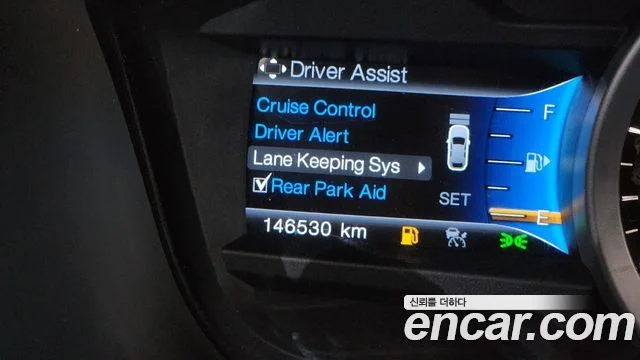 Driver Assist
Cruise Control
F
Driver Alert
Lane Keeping Sys
Rear Park Aid
SET
E
146530 km
신뢰를 더하다
encar.com